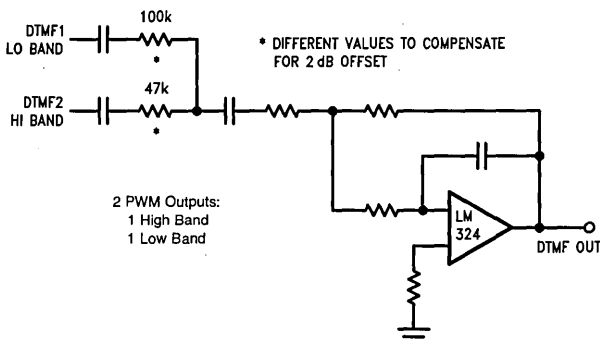 DTMF1
LO BAND
100k
*
* DIFFERENT VALUES TO COMPENSATE
FOR 2 dB OFFSET
DTMF2
HI BAND
47k
*
2 PWM Outputs:
1 High Band
1 Low Band
LM
324
DTMF OUT